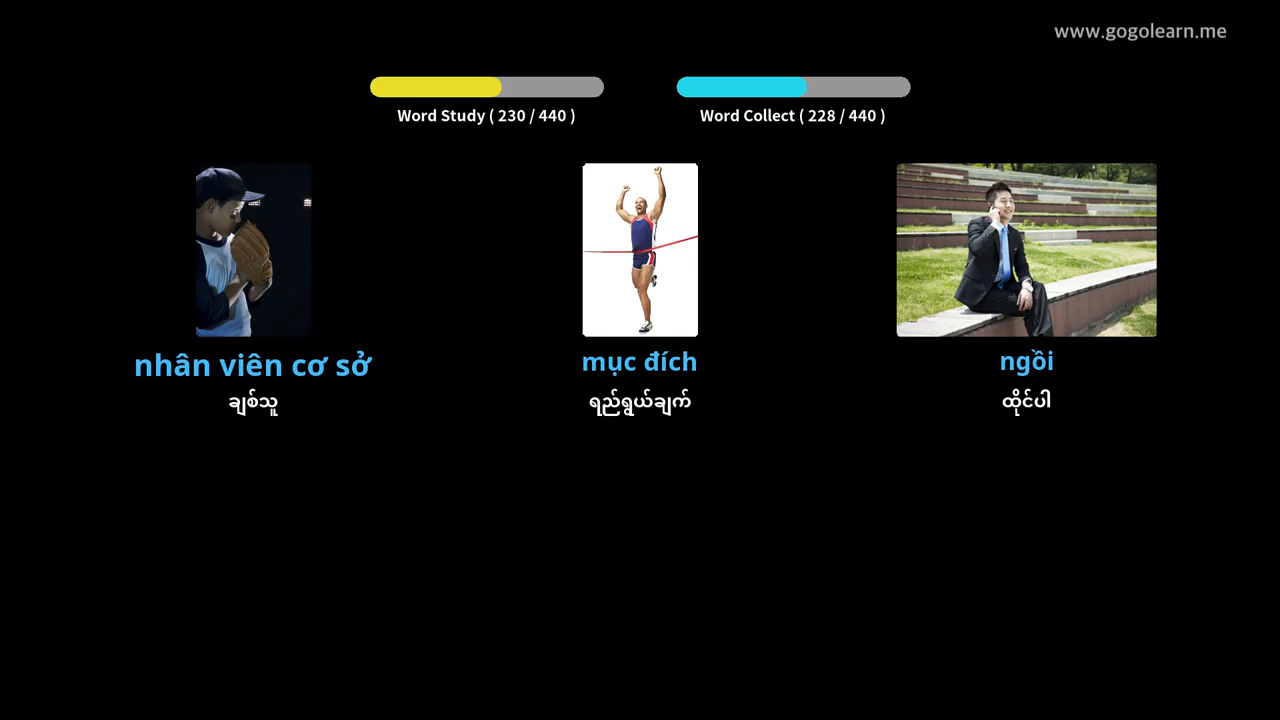 www.gogolearn.me
Word Study ( 230 / 440 )
Word Collect ( 228 / 440 )
nhân viên cơ sở
mục đích
ngồi
ချစ်သူ
ရည်ရွယ်ချက်
ထိုင်ပါ